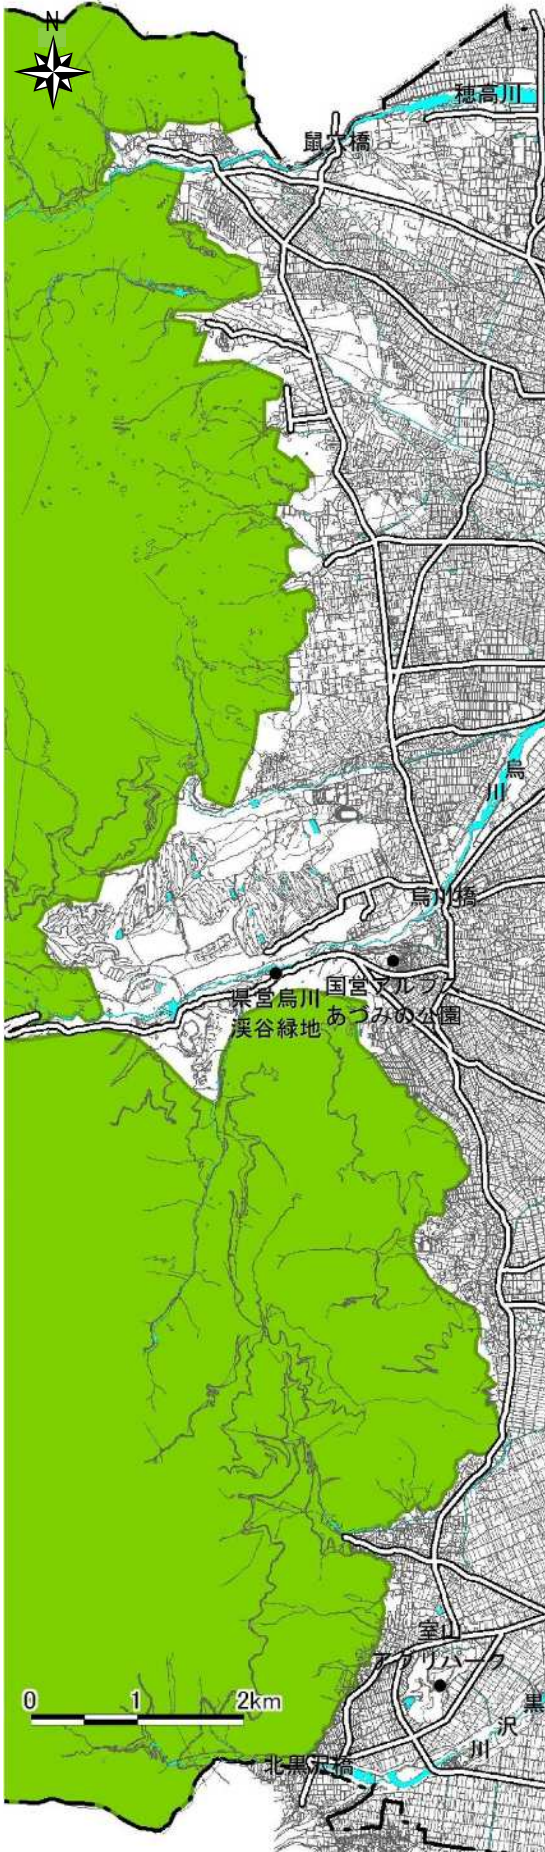 N
穂高川
鼠穴橋
烏
川
烏川橋
国営アルプス
あづみの公園
県営烏川
渓谷緑地
室山
アグリパーク
0 1 2km
黒
沢
川
北黒沢橋